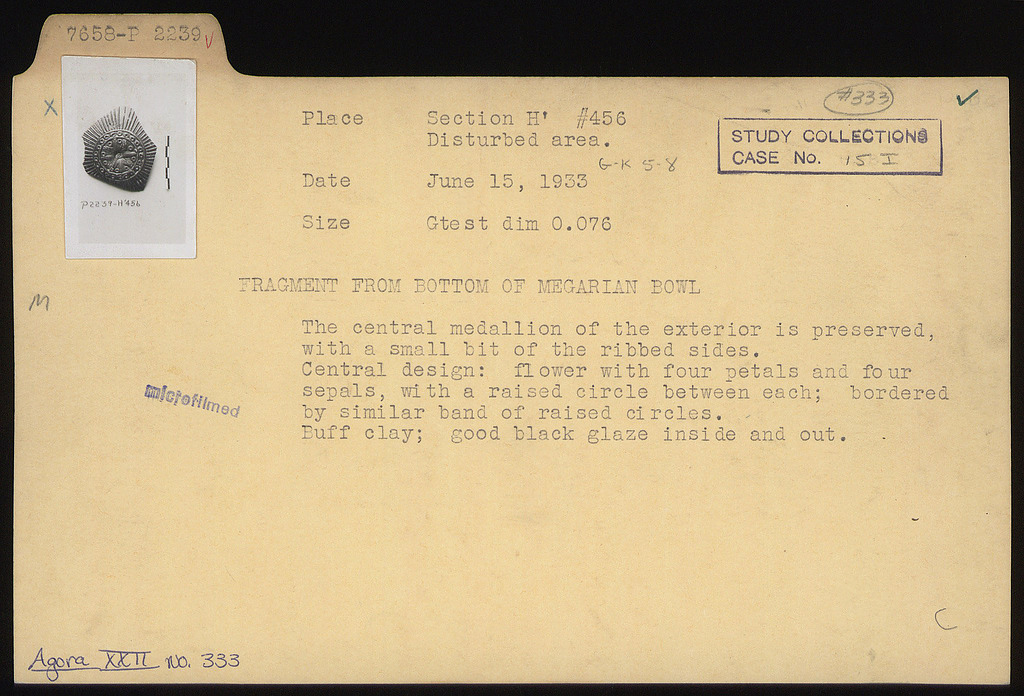 7658-P 2239 ✓
X
P2239-H'456
#333
✓
STUDY COLLECTIONS
CASE No. 15 I
Place Section H' #456
Disturbed area.
G-K 5-8
Date June 15, 1933
Size Gtest dim 0.076
FRAGMENT FROM BOTTOM OF MEGARIAN BOWL
M
The central medallion of the exterior is preserved,
with a small bit of the ribbed sides.
Central design: flower with four petals and four
sepals, with a raised circle between each; bordered
by similar band of raised circles.
Buff clay; good black glaze inside and out.
microfilmed
C
Agora XXII No. 333